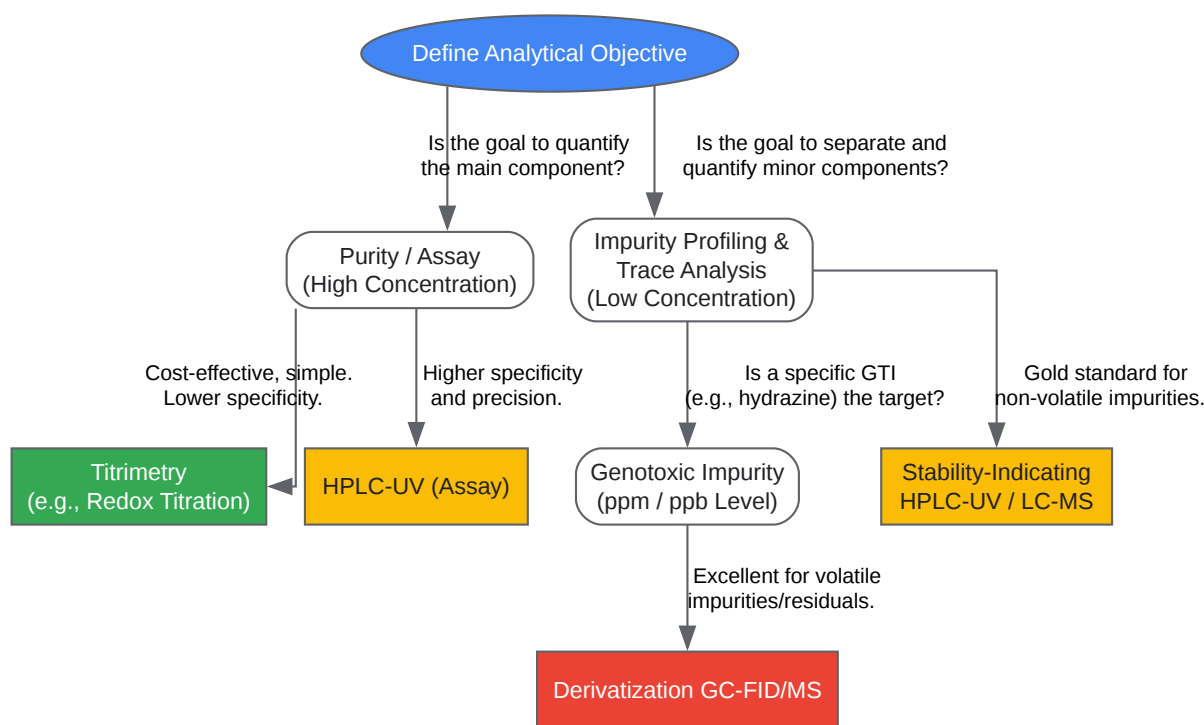 Define Analytical Objective
Is the goal to quantify
the main component?
Is the goal to separate and
quantify minor components?
Purity / Assay
(High Concentration)
Impurity Profiling &
Trace Analysis
(Low Concentration)
Cost-effective, simple.
Lower specificity.
Higher specificity
and precision.
Is a specific GTI
(e.g., hydrazine) the target?
Gold standard for
non-volatile impurities.
Titrimetry
(e.g., Redox Titration)
HPLC-UV (Assay)
Genotoxic Impurity
(ppm / ppb Level)
Stability-Indicating
HPLC-UV / LC-MS
Excellent for volatile
impurities/residuals.
Derivatization GC-FID/MS